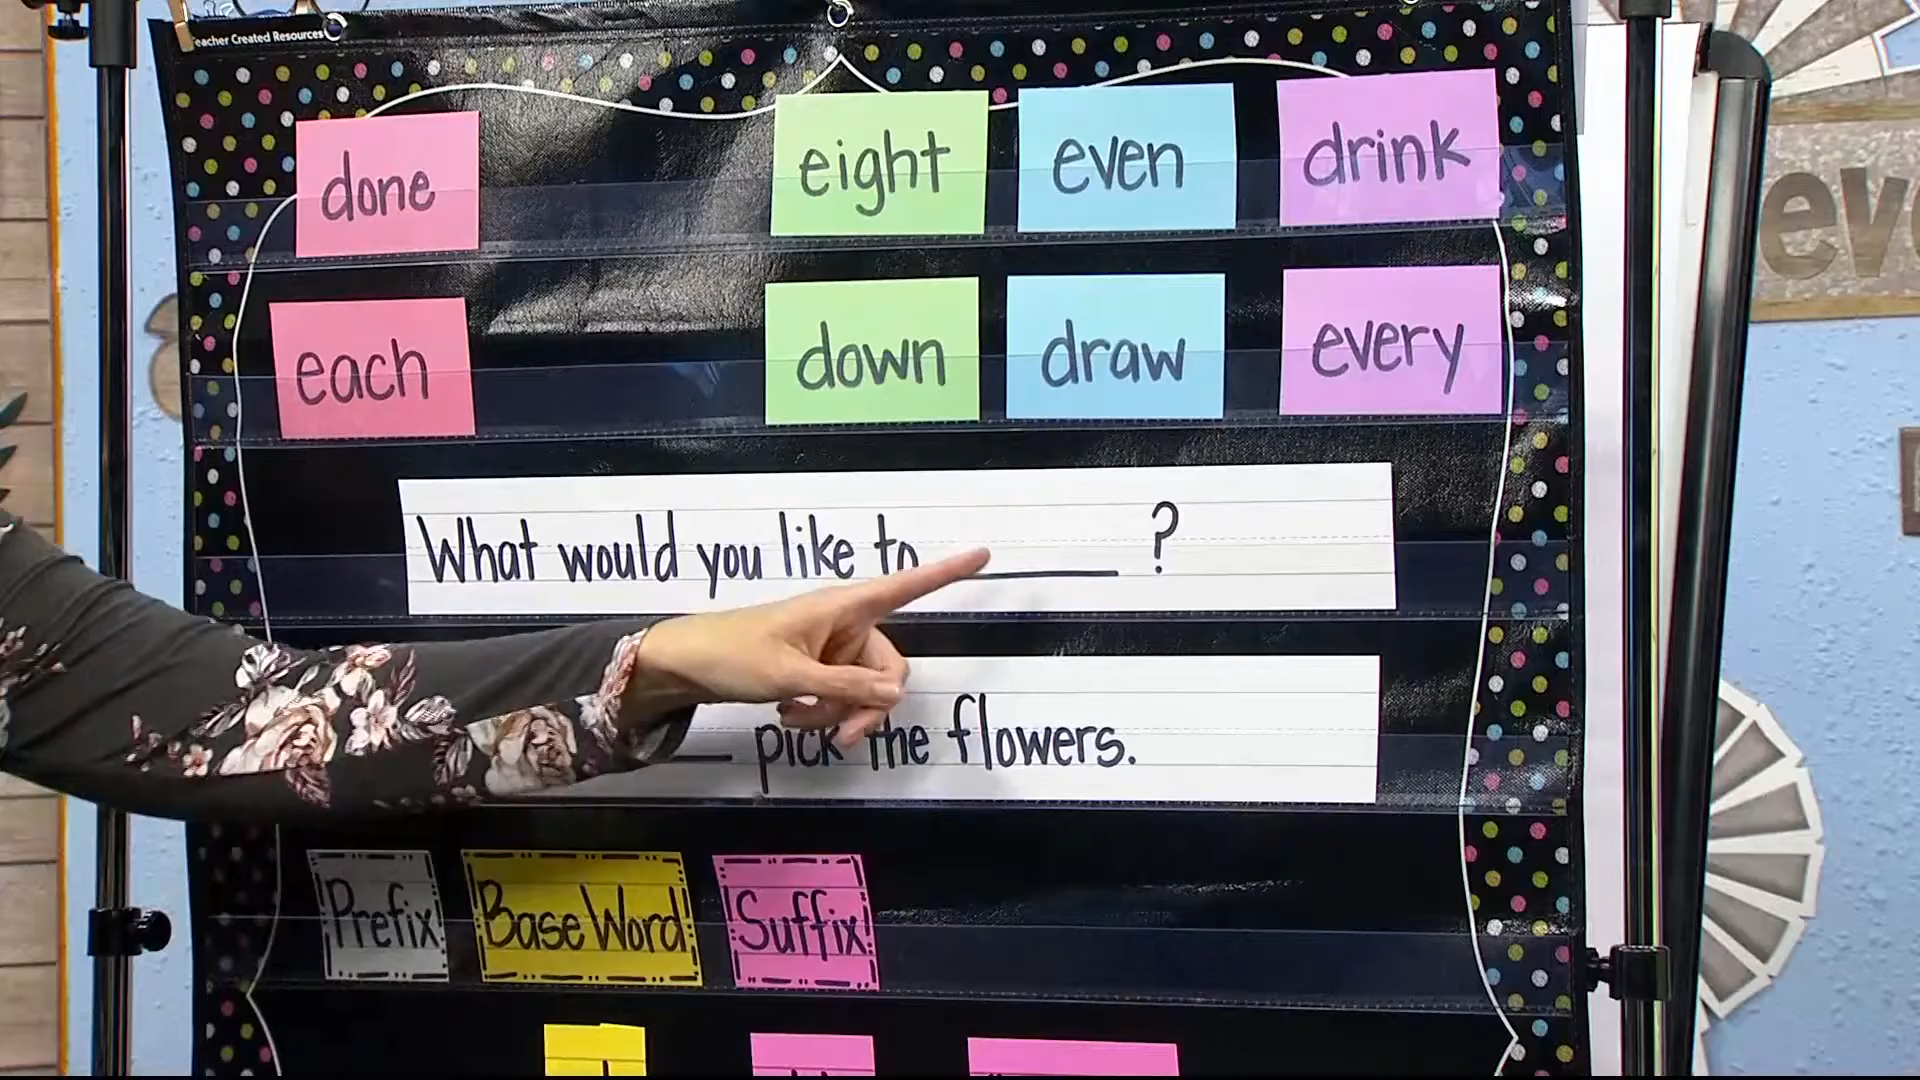 Teacher Created Resources
done eight even drink
each down draw every
What would you like to ______ ?
___ pick the flowers.
Prefix Base Word Suffix